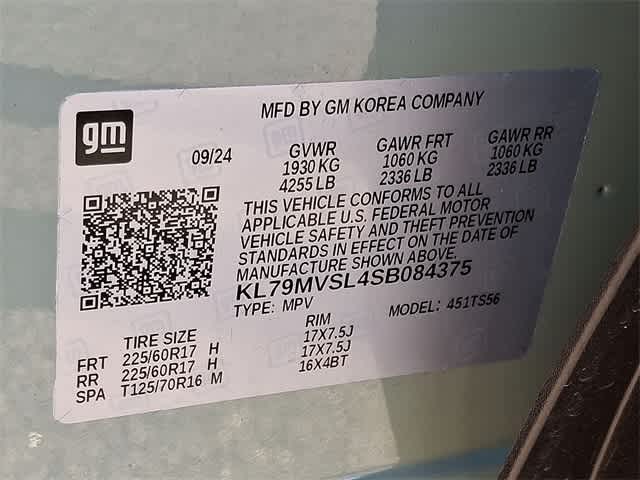 MFD BY GM KOREA COMPANY
gm
09/24
GVWR GAWR FRT GAWR RR
1930 KG 1060 KG 1060 KG
4255 LB 2336 LB 2336 LB
THIS VEHICLE CONFORMS TO ALL
APPLICABLE U.S. FEDERAL MOTOR
VEHICLE SAFETY AND THEFT PREVENTION
STANDARDS IN EFFECT ON THE DATE OF
MANUFACTURE SHOWN ABOVE.
KL79MVSL4SB084375
TYPE: MPV MODEL: 451TS56
TIRE SIZE RIM
FRT 225/60R17 H 17X7.5J
RR 225/60R17 H 17X7.5J
SPA T125/70R16 M 16X4BT